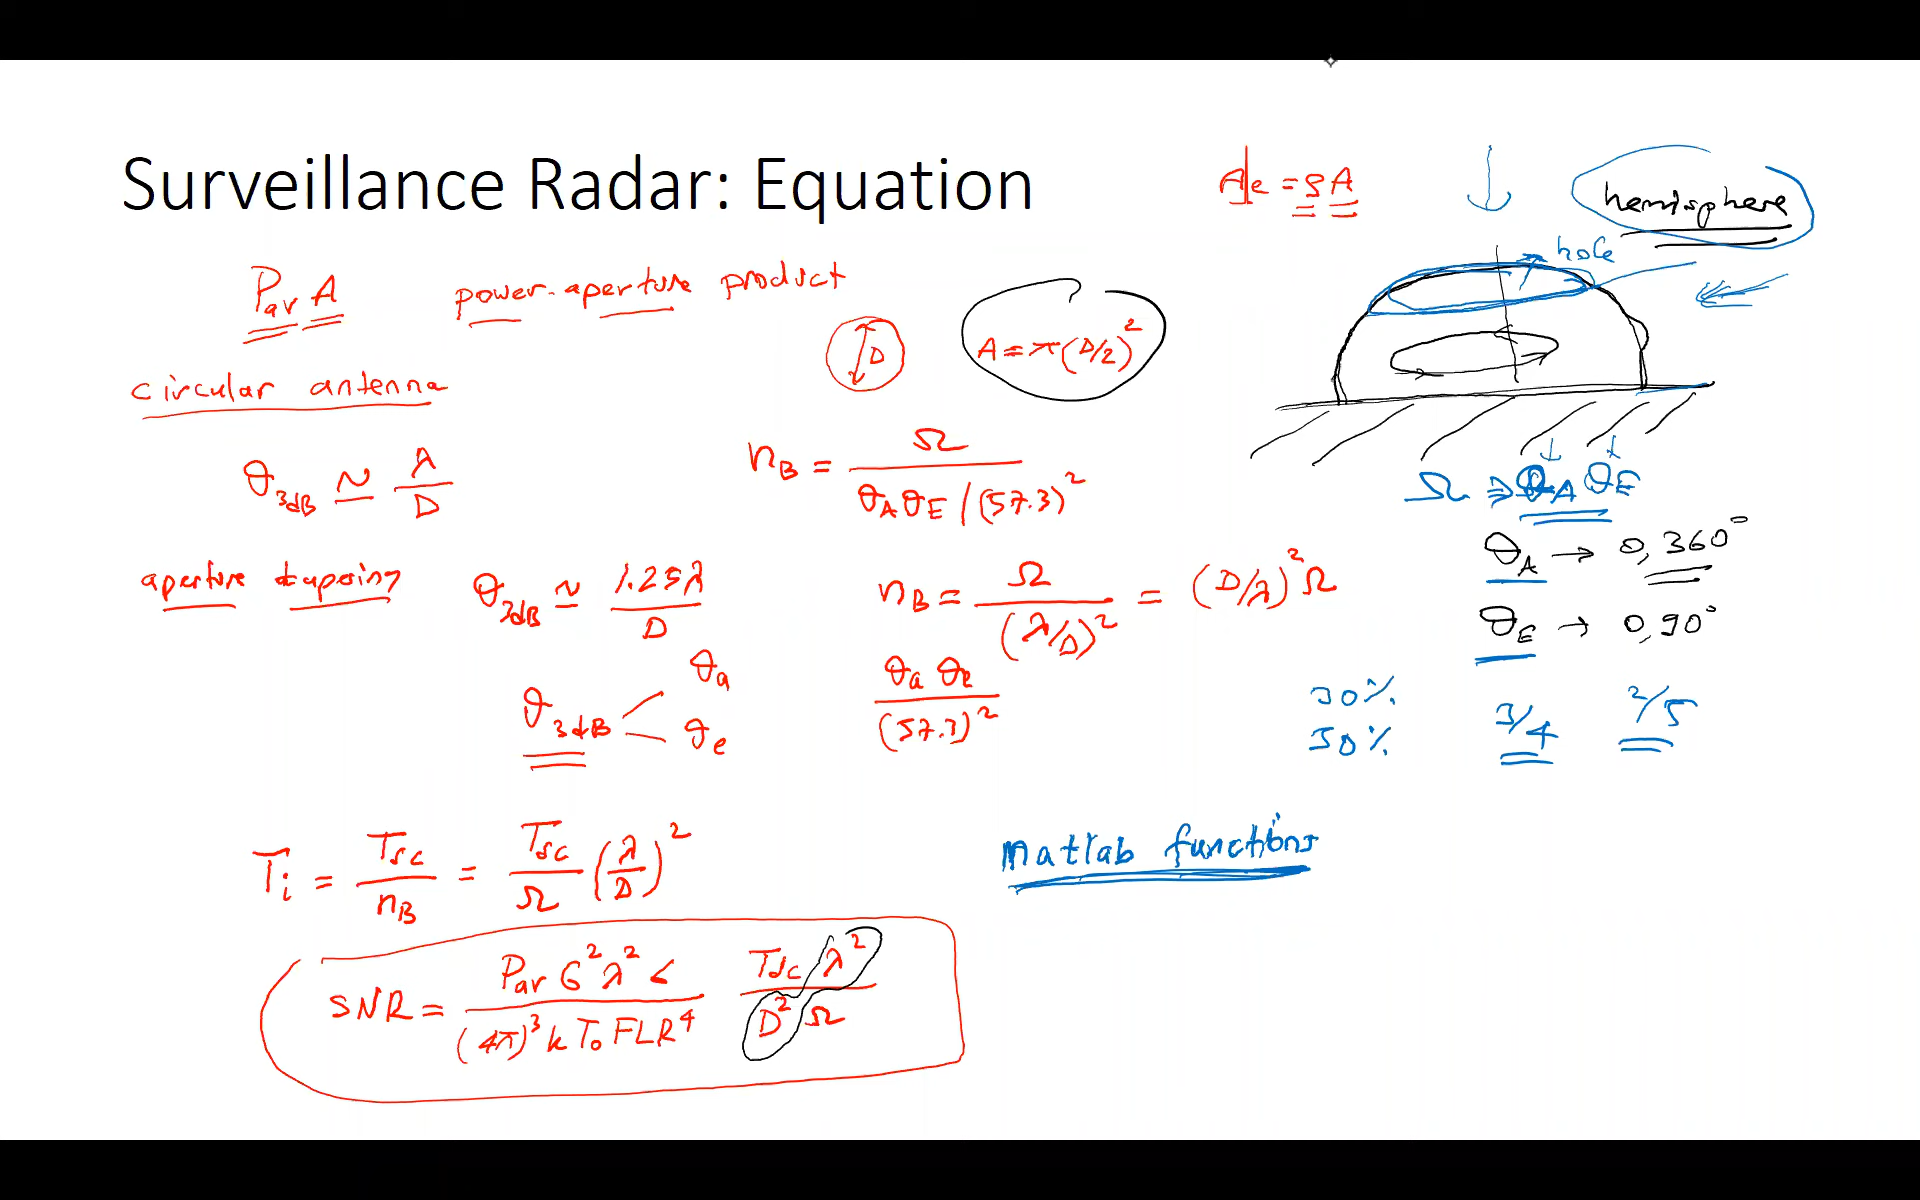 Surveillance Radar: Equation
Ae = ρA
hemisphere
hole
Pav A power-aperture product
D
A = π(D/2)²
circular antenna
θ3dB ≃ λ/D
nB = Ω / θAθE/(57.3)²
Ω ⇒ θA θE
θA → 0, 360°
aperture tapering θ3dB ≃ 1.25λ/D
nB = Ω/(λ/D)² = (D/λ)²Ω
θE → 0, 90°
θ3dB < θa θe
θa θe/(57.3)²
30%
50%
3/4 2/5
Matlab functions
Ti = Tsc/nB = Tsc/Ω (λ/D)²
SNR = Pav G²λ² < / (4π)³ k To FLR⁴ Tsc λ² / D² Ω